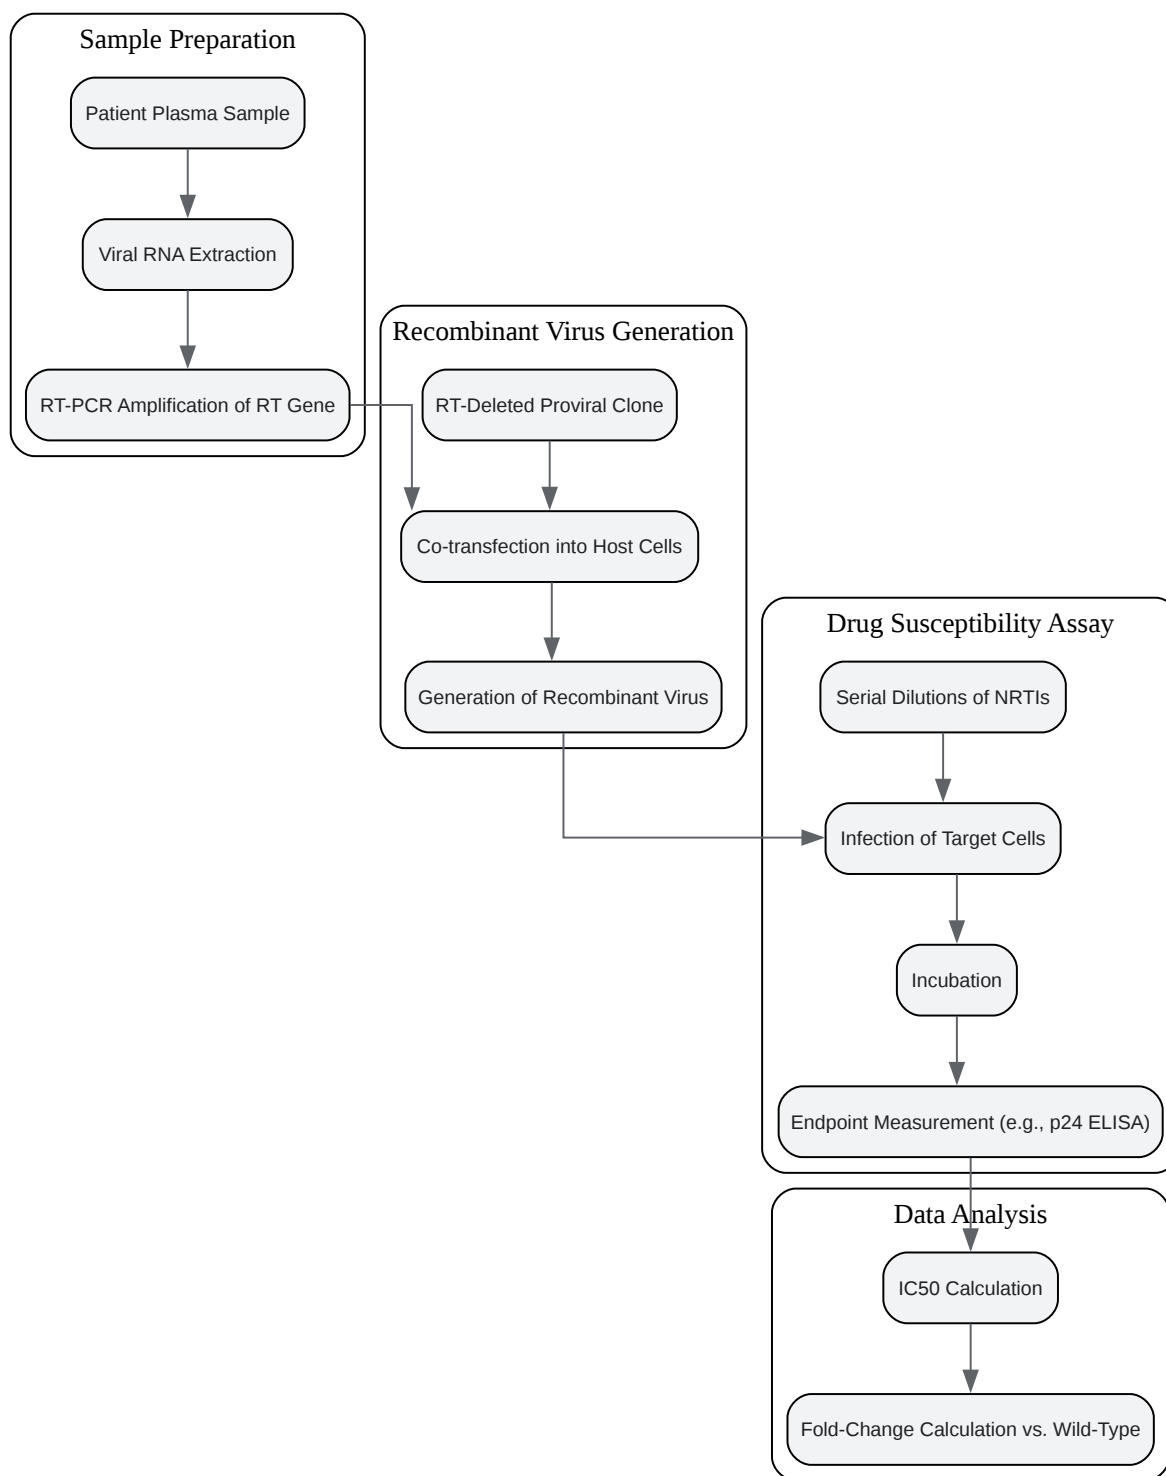 Sample Preparation
Patient Plasma Sample
Viral RNA Extraction
RT-PCR Amplification of RT Gene
Recombinant Virus Generation
RT-Deleted Proviral Clone
Co-transfection into Host Cells
Generation of Recombinant Virus
Drug Susceptibility Assay
Serial Dilutions of NRTIs
Infection of Target Cells
Incubation
Endpoint Measurement (e.g., p24 ELISA)
Data Analysis
IC50 Calculation
Fold-Change Calculation vs. Wild-Type